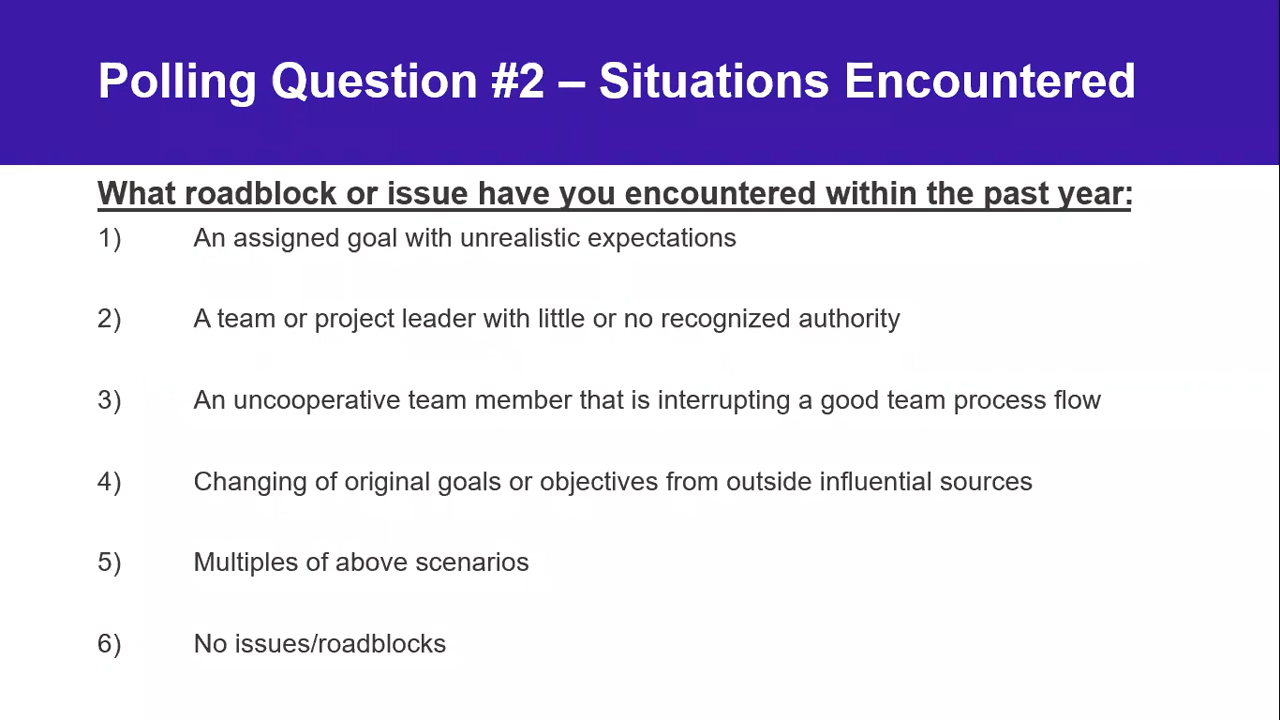 Polling Question #2 – Situations Encountered
What roadblock or issue have you encountered within the past year:
1) An assigned goal with unrealistic expectations
2) A team or project leader with little or no recognized authority
3) An uncooperative team member that is interrupting a good team process flow
4) Changing of original goals or objectives from outside influential sources
5) Multiples of above scenarios
6) No issues/roadblocks